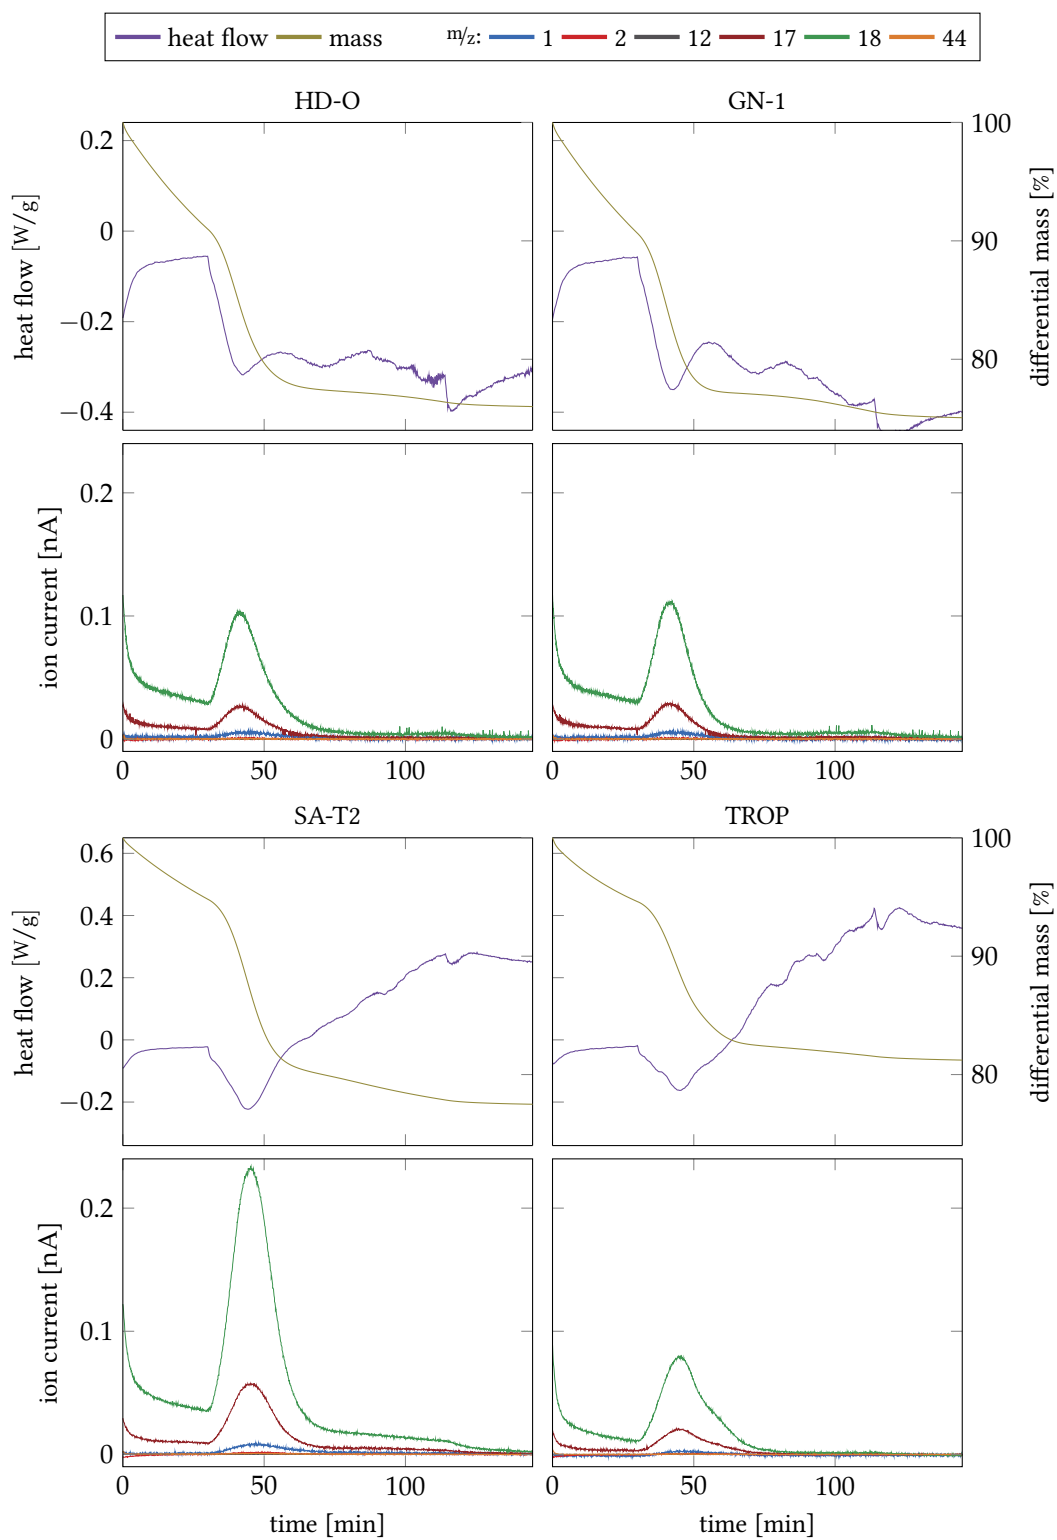 heat flow mass m/z: 1 2 12 17 18 44
HD-O GN-1
0.2
0
−0.2
−0.4
heat flow [W/g]
100
90
80
differential mass [%]
0.2
0.1
0
ion current [nA]
0 50 100 0 50 100
SA-T2 TROP
0.6
0.4
0.2
0
−0.2
heat flow [W/g]
100
90
80
differential mass [%]
0.2
0.1
0
ion current [nA]
0 50 100 0 50 100
time [min] time [min]